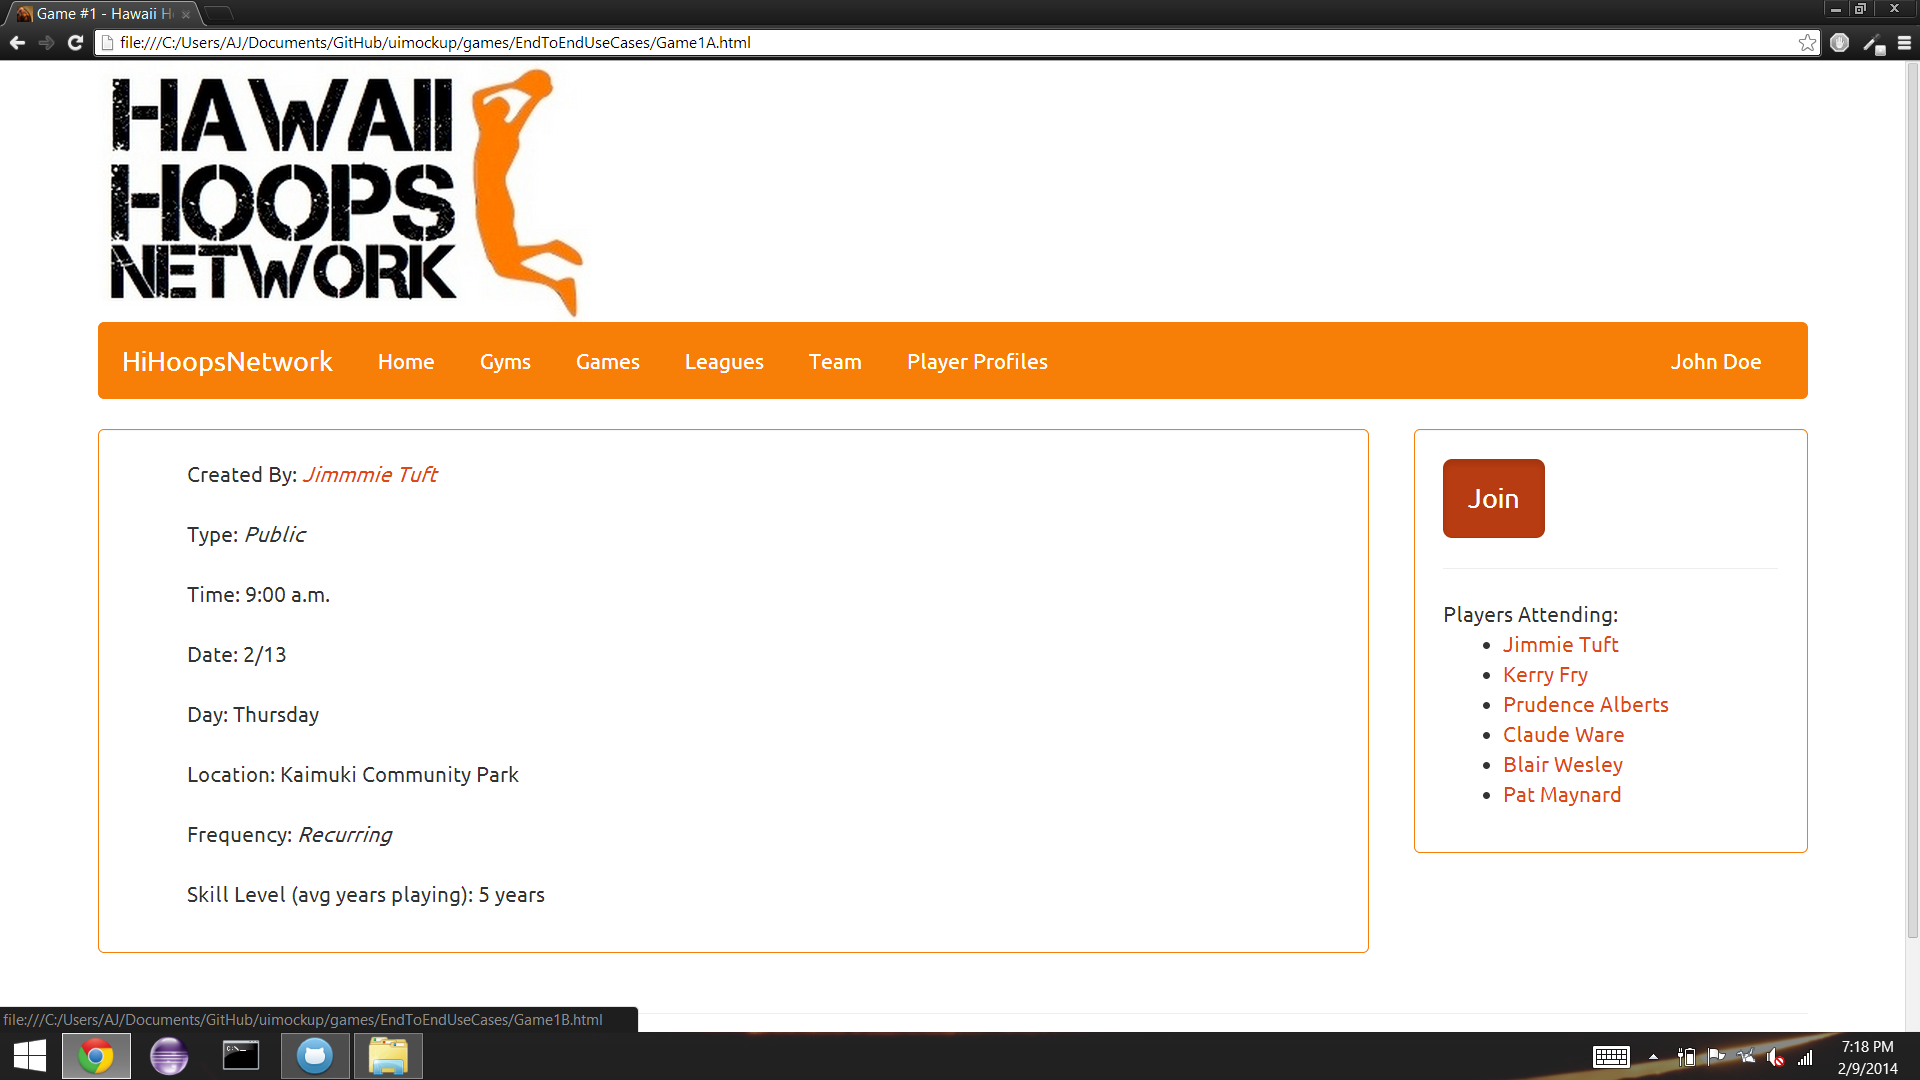 Game #1 - Hawaii H
file:///C:/Users/AJ/Documents/GitHub/uimockup/games/EndToEndUseCases/Game1A.html
HAWAII
HOOPS
NETWORK
HiHoopsNetwork Home Gyms Games Leagues Team Player Profiles John Doe
Created By: Jimmmie Tuft
Type: Public
Time: 9:00 a.m.
Date: 2/13
Day: Thursday
Location: Kaimuki Community Park
Frequency: Recurring
Skill Level (avg years playing): 5 years
Join
Players Attending:
Jimmie Tuft
Kerry Fry
Prudence Alberts
Claude Ware
Blair Wesley
Pat Maynard
file:///C:/Users/AJ/Documents/GitHub/uimockup/games/EndToEndUseCases/Game1B.html
7:18 PM
2/9/2014